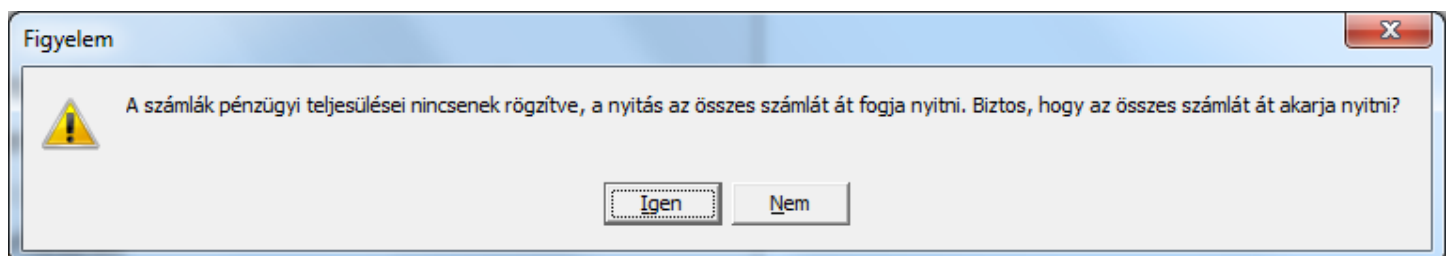 Figyelem
A számlák pénzügyi teljesülései nincsenek rögzítve, a nyitás az összes számlát át fogja nyitni. Biztos, hogy az összes számlát át akarja nyitni?
Igen Nem